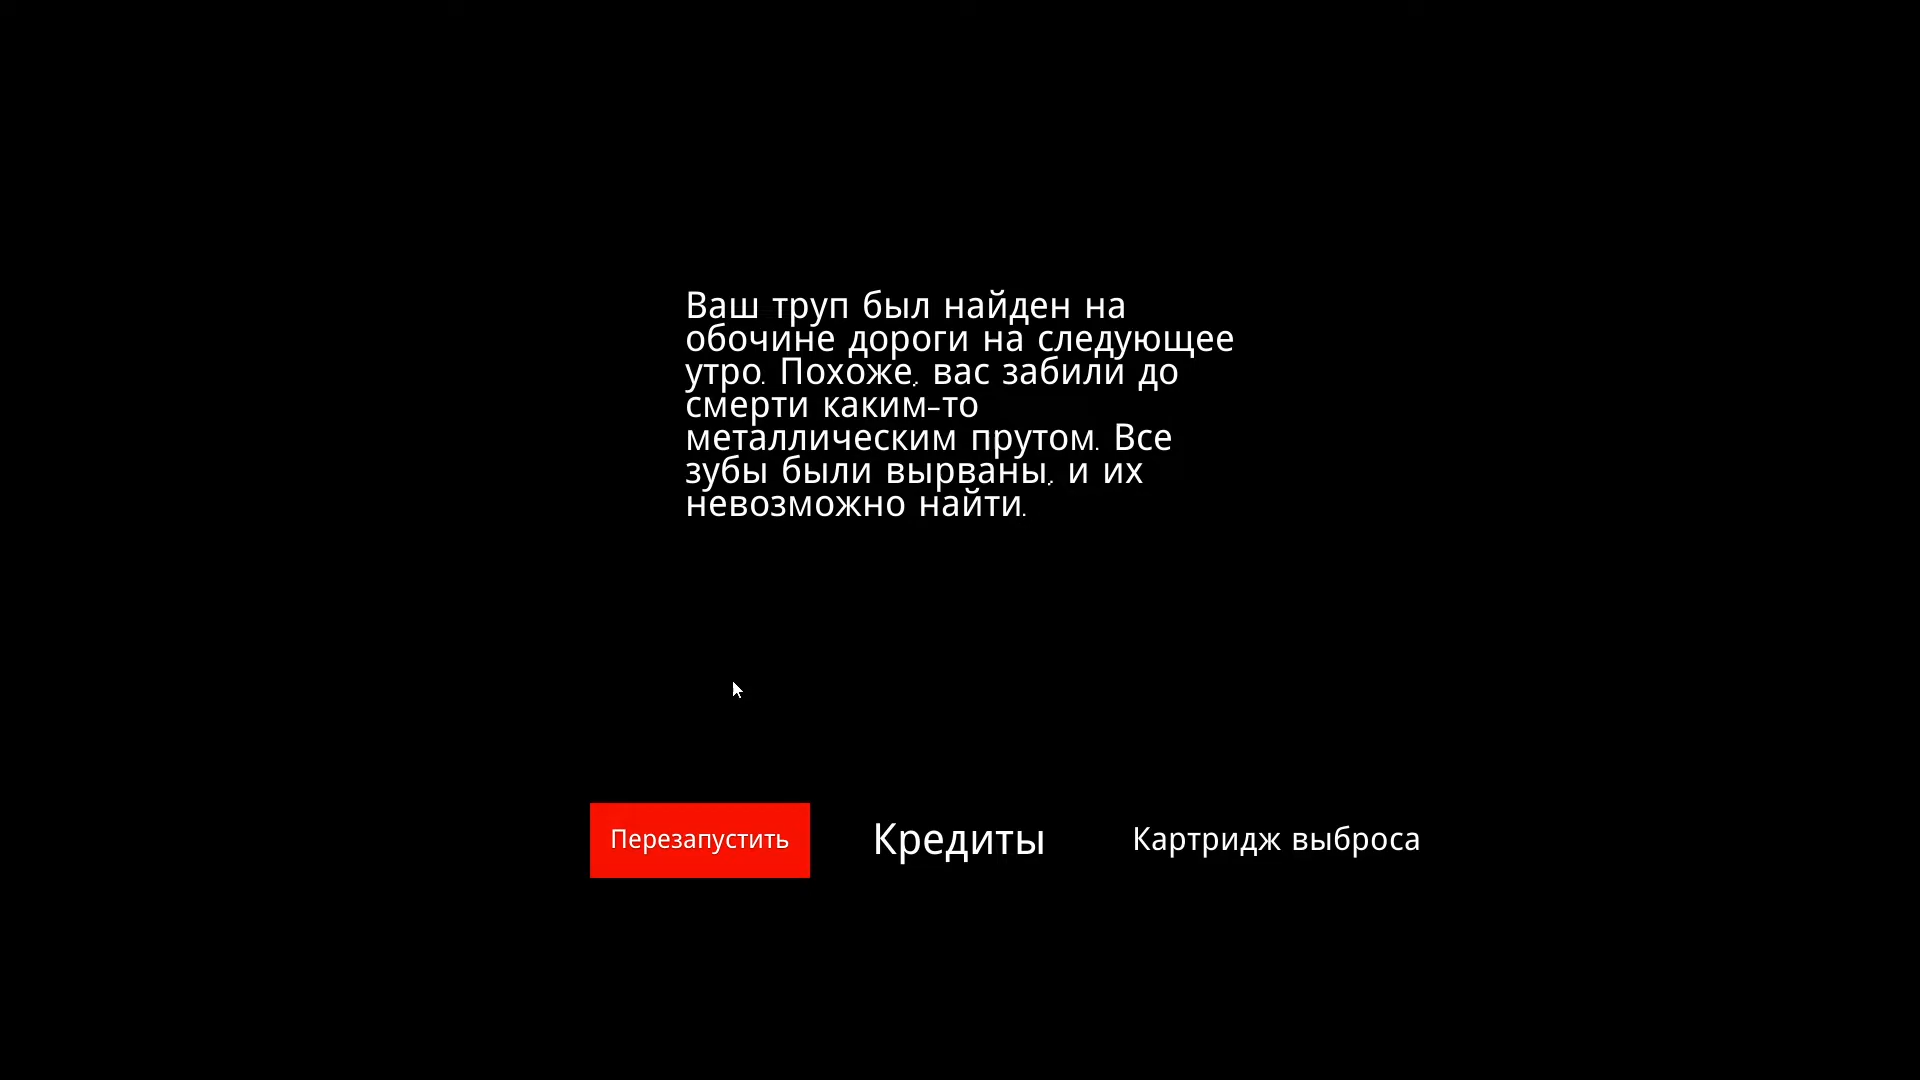 Ваш труп был найден на
обочине дороги на следующее
утро. Похоже, вас забили до
смерти каким-то
металлическим прутом. Все
зубы были вырваны, и их
невозможно найти.
Перезапустить
Кредиты
Картридж выброса